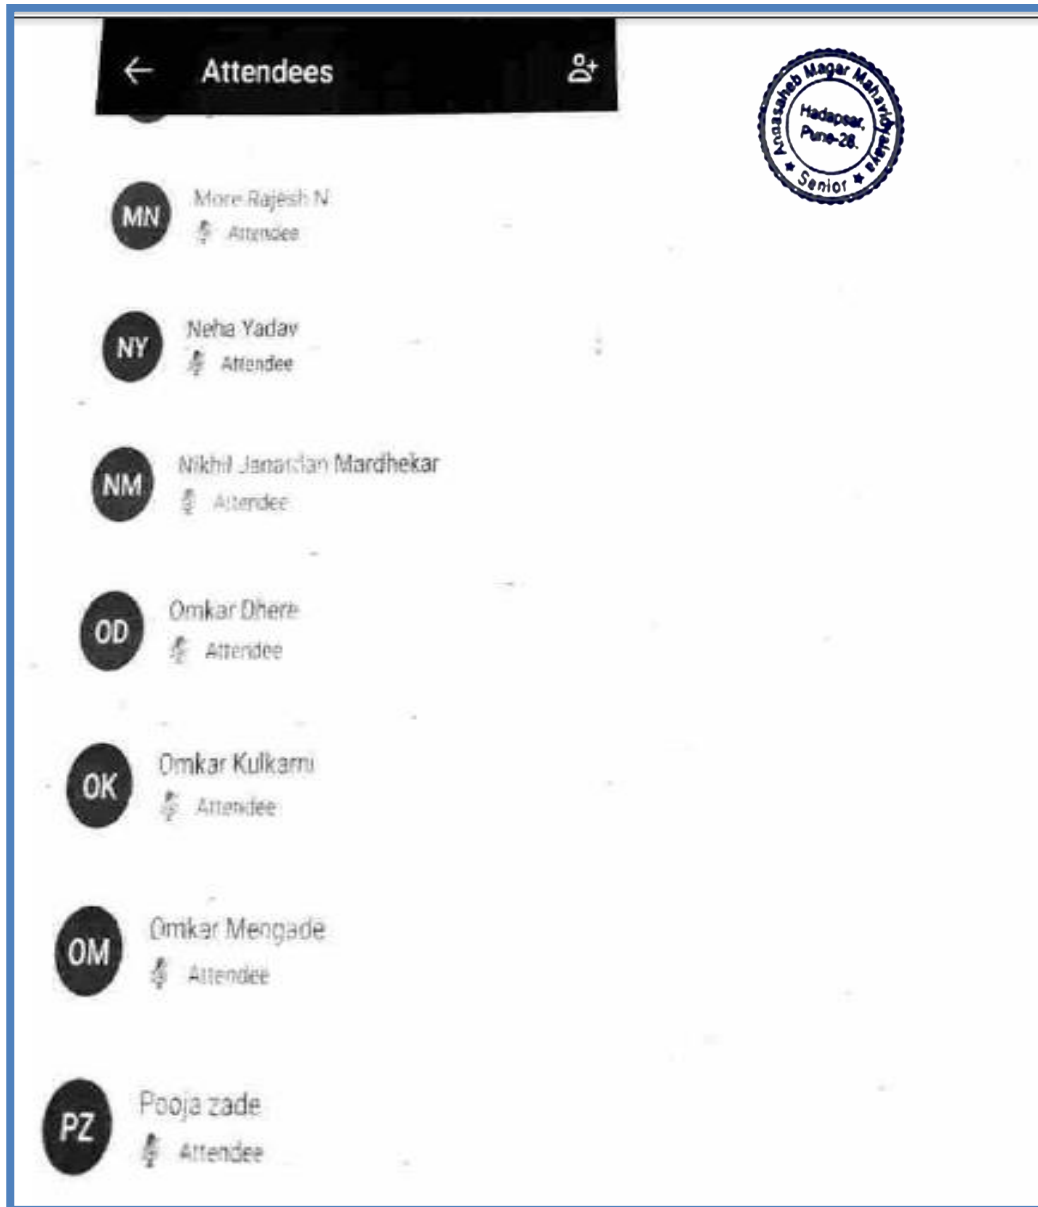 Attendees
Annasaheb Magar Mahavidyalaya
Hadapsar,
Pune-28.
★ Senior ★
MN
More Rajesh N
Attendee
NY
Neha Yadav
Attendee
NM
Nikhil Janardan Mardhekar
Attendee
OD
Omkar Dhere
Attendee
OK
Omkar Kulkarni
Attendee
OM
Omkar Mengade
Attendee
PZ
Pooja zade
Attendee